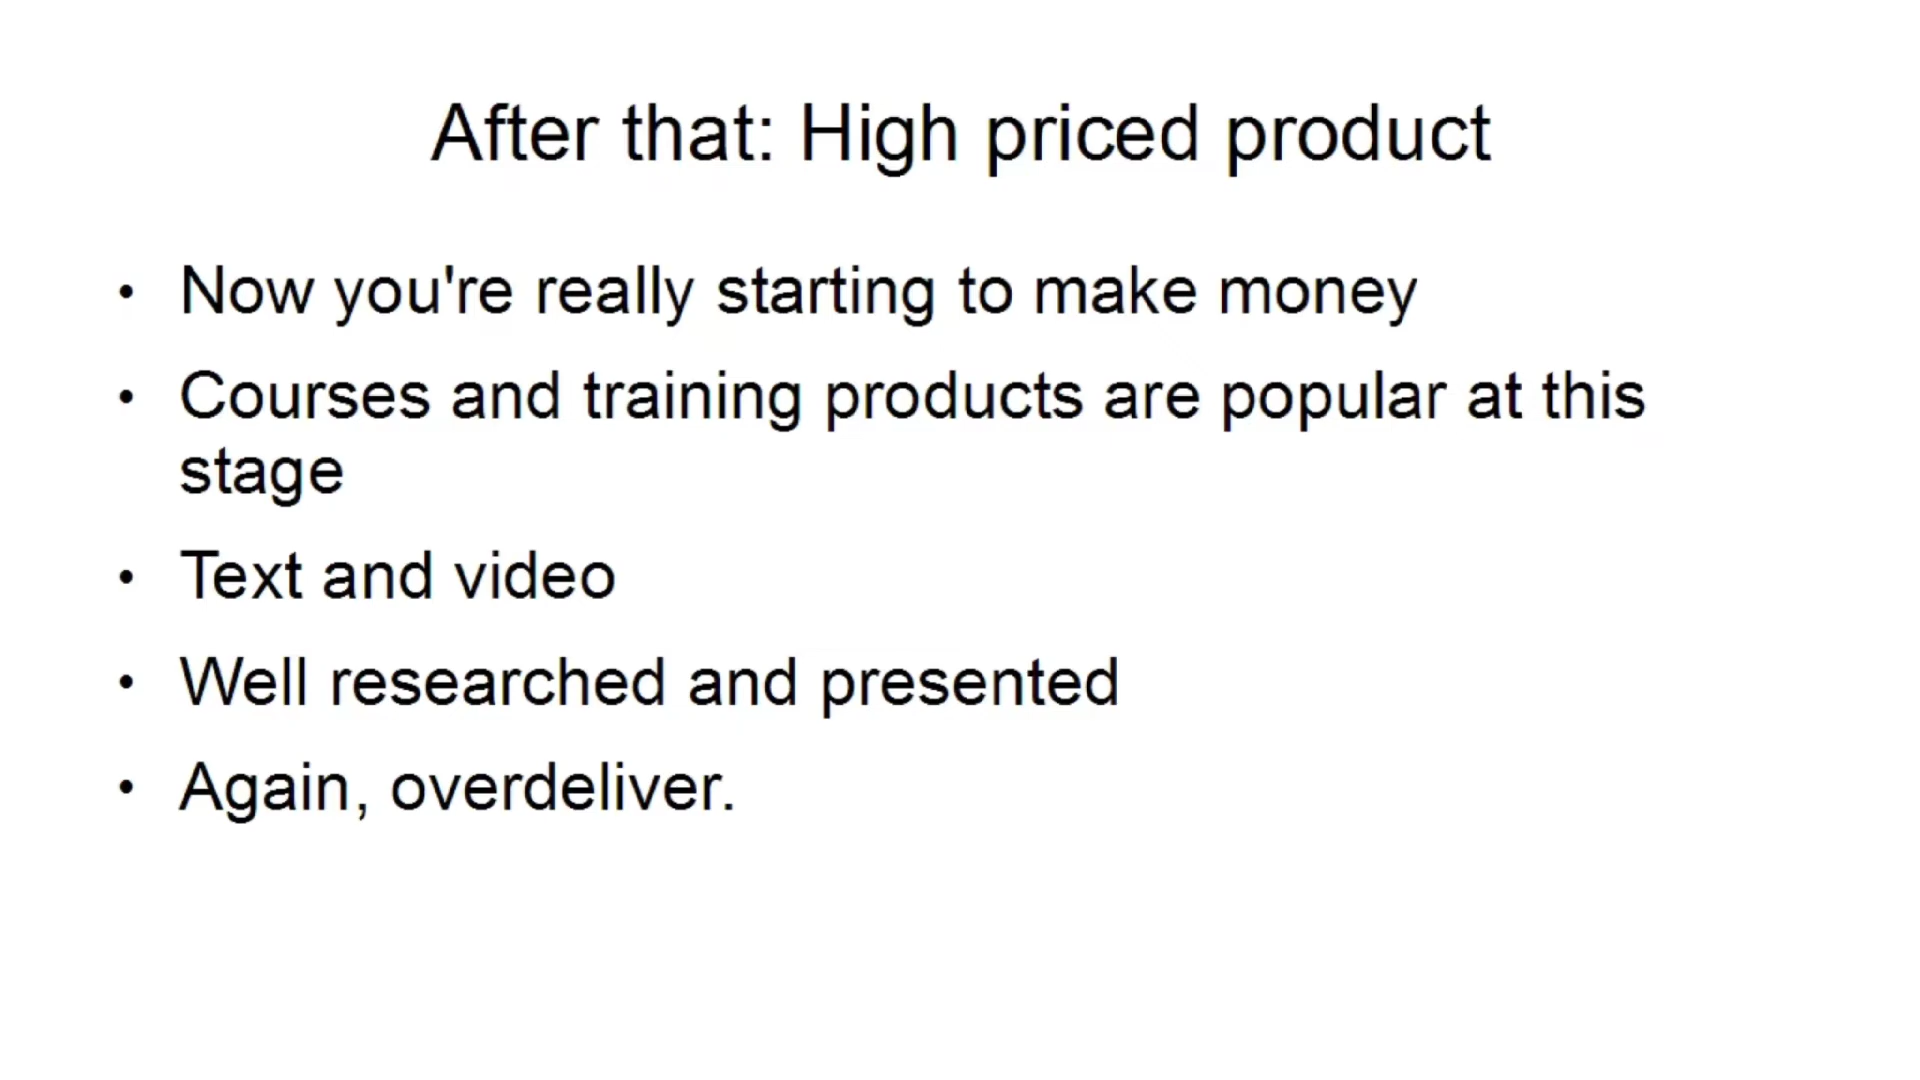 After that: High priced product
• Now you're really starting to make money
• Courses and training products are popular at this
stage
• Text and video
• Well researched and presented
• Again, overdeliver.